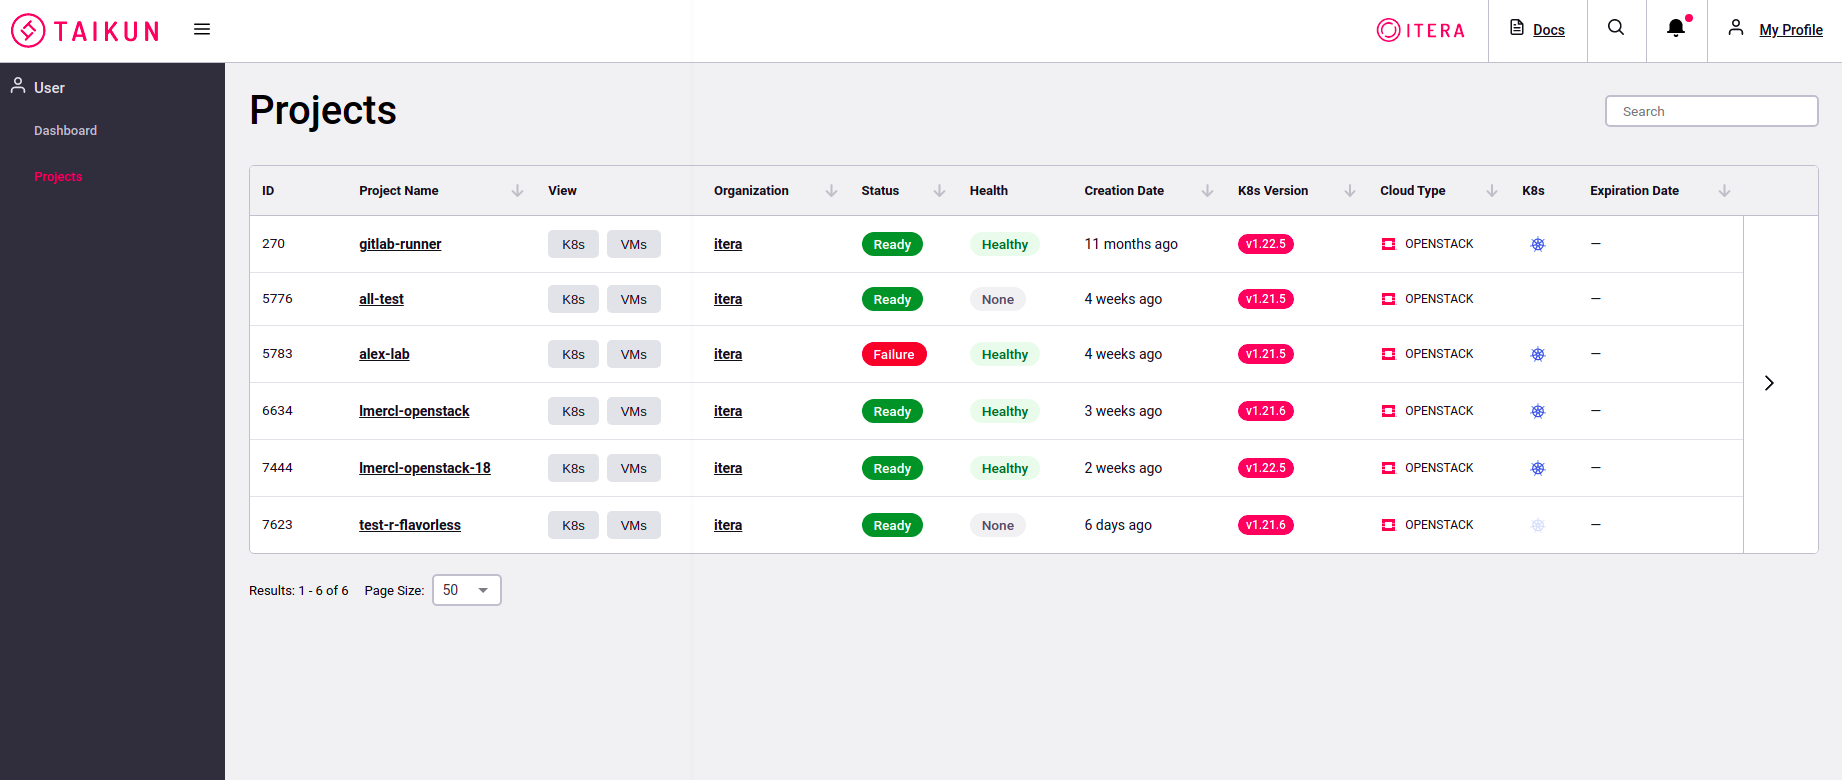 TAIKUN
ITERA
Docs
My Profile
User
Dashboard
Projects
Projects
Search
ID Project Name View Organization Status Health Creation Date K8s Version Cloud Type K8s Expiration Date
270 gitlab-runner K8s VMs itera Ready Healthy 11 months ago v1.22.5 OPENSTACK –
5776 all-test K8s VMs itera Ready None 4 weeks ago v1.21.5 OPENSTACK –
5783 alex-lab K8s VMs itera Failure Healthy 4 weeks ago v1.21.5 OPENSTACK –
6634 lmercl-openstack K8s VMs itera Ready Healthy 3 weeks ago v1.21.6 OPENSTACK –
7444 lmercl-openstack-18 K8s VMs itera Ready Healthy 2 weeks ago v1.22.5 OPENSTACK –
7623 test-r-flavorless K8s VMs itera Ready None 6 days ago v1.21.6 OPENSTACK –
Results: 1 - 6 of 6 Page Size: 50